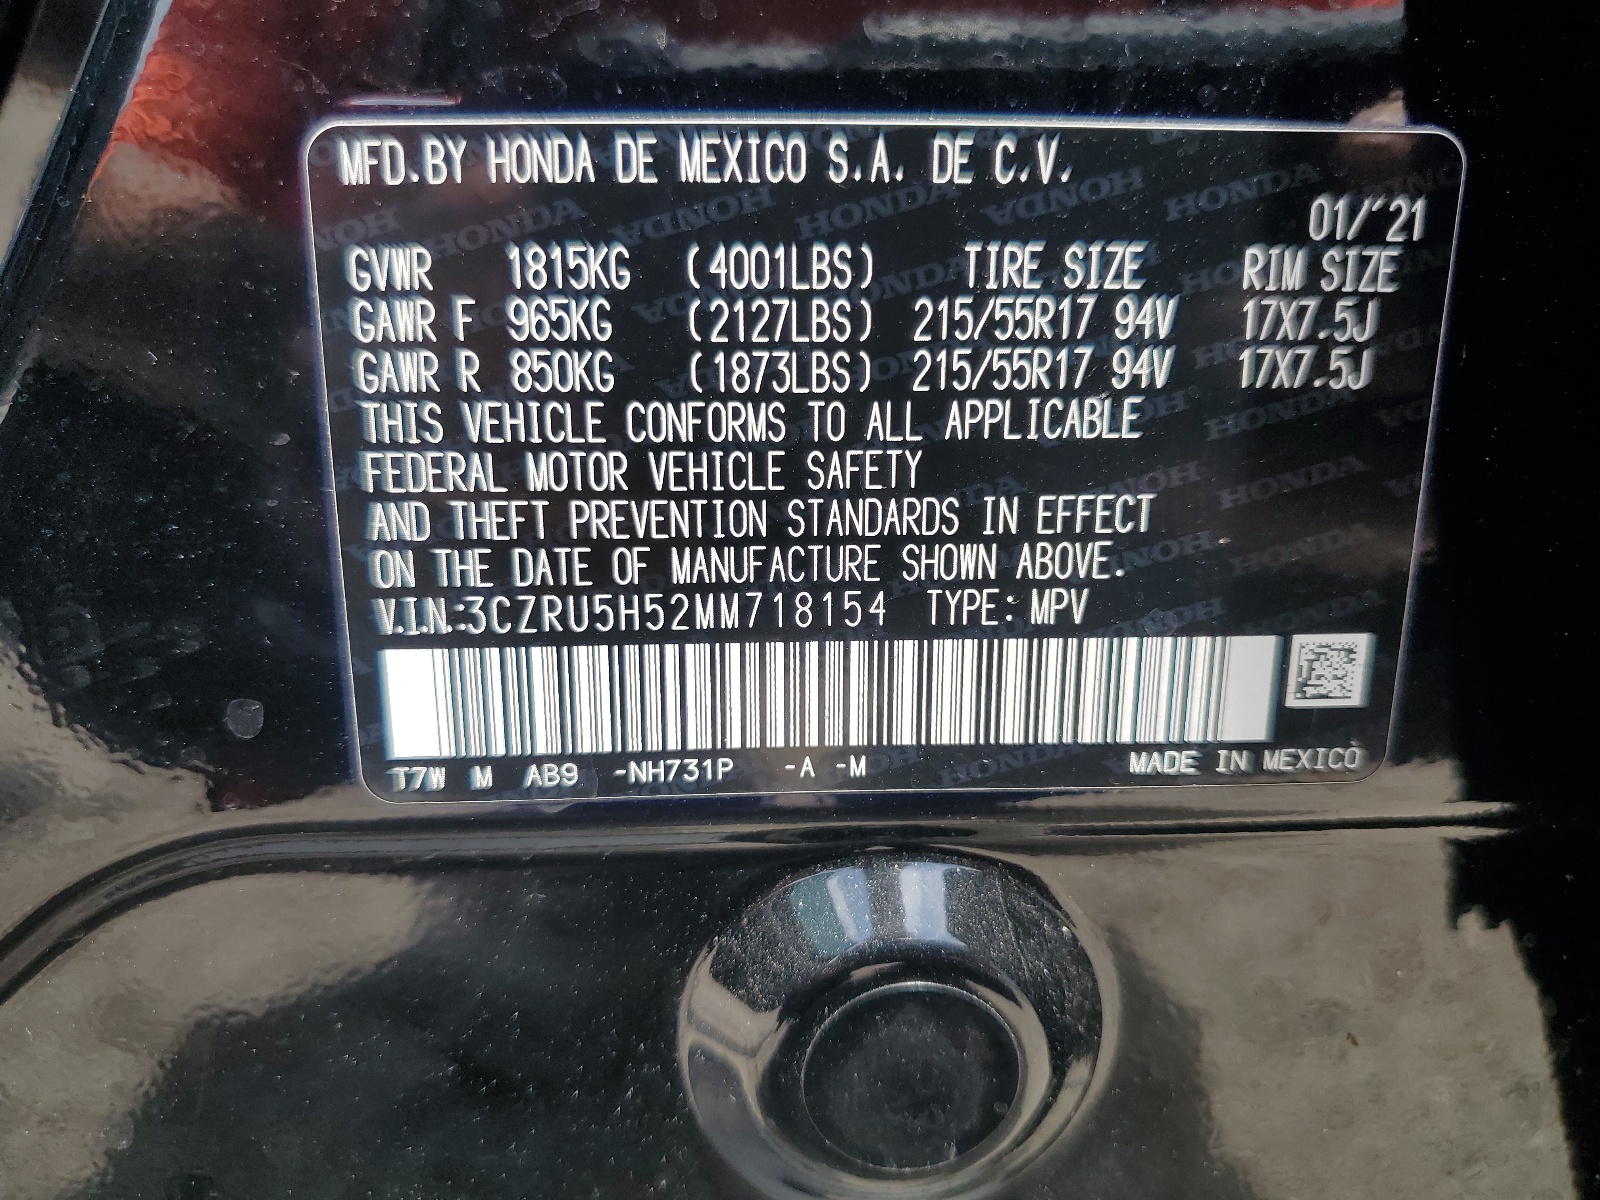 MFD.BY HONDA DE MEXICO S.A. DE C.V.
01/'21
GVWR 1815KG (4001LBS) TIRE SIZE RIM SIZE
GAWR F 965KG (2127LBS) 215/55R17 94V 17X7.5J
GAWR R 850KG (1873LBS) 215/55R17 94V 17X7.5J
THIS VEHICLE CONFORMS TO ALL APPLICABLE
FEDERAL MOTOR VEHICLE SAFETY
AND THEFT PREVENTION STANDARDS IN EFFECT
ON THE DATE OF MANUFACTURE SHOWN ABOVE.
V.I.N.:3CZRU5H52MM718154 TYPE: MPV
T7W M AB9 -NH731P -A -M MADE IN MEXICO